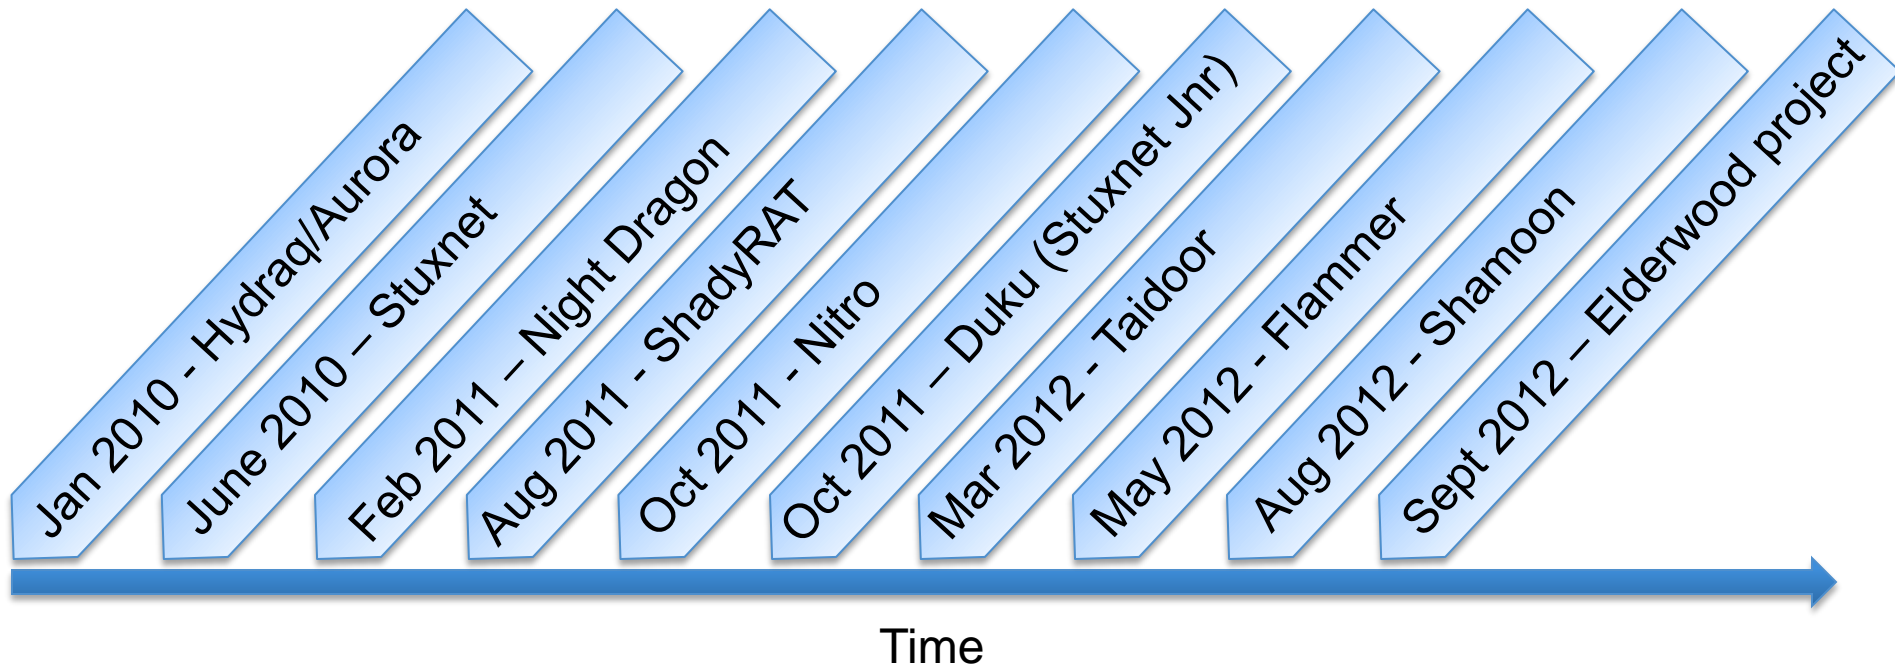 Jan 2010 - Hydraq/Aurora
June 2010 – Stuxnet
Feb 2011 – Night Dragon
Aug 2011 - ShadyRAT
Oct 2011 - Nitro
Oct 2011 – Duku (Stuxnet Jnr)
Mar 2012 - Taidoor
May 2012 - Flammer
Aug 2012 - Shamoon
Sept 2012 – Elderwood project
Time